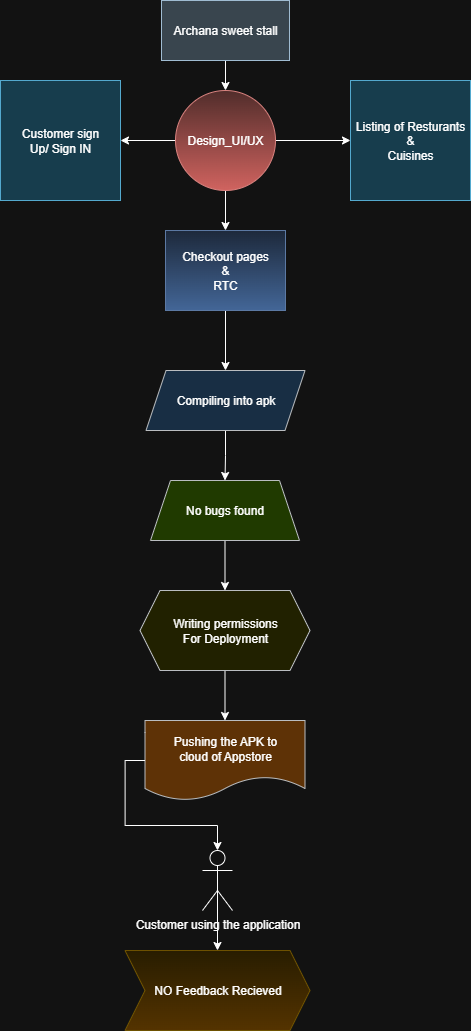 Archana sweet stall
Customer sign
Up/ Sign IN
Design_UI/UX
Listing of Resturants
&
Cuisines
Checkout pages
&
RTC
Compiling into apk
No bugs found
Writing permissions
For Deployment
Pushing the APK to
cloud of Appstore
Customer using the application
NO Feedback Recieved